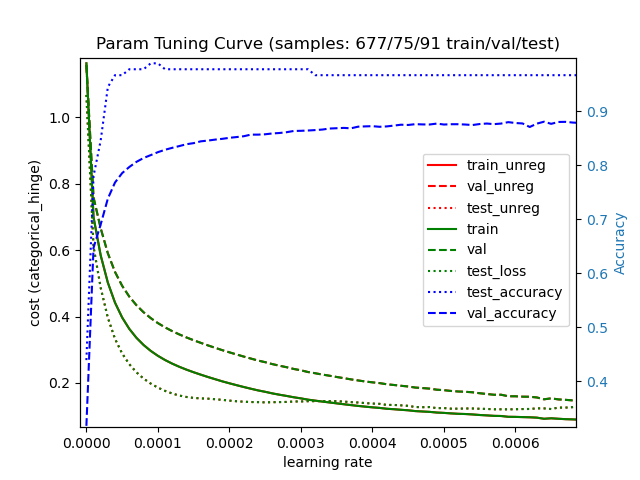 Param Tuning Curve (samples: 677/75/91 train/val/test)
cost (categorical_hinge)
1.0
0.8
0.6
0.4
0.2
train_unreg
val_unreg
test_unreg
train
val
test_loss
test_accuracy
val_accuracy
0.9
0.8
0.7
0.6
0.5
0.4
Accuracy
0.0000 0.0001 0.0002 0.0003 0.0004 0.0005 0.0006
learning rate